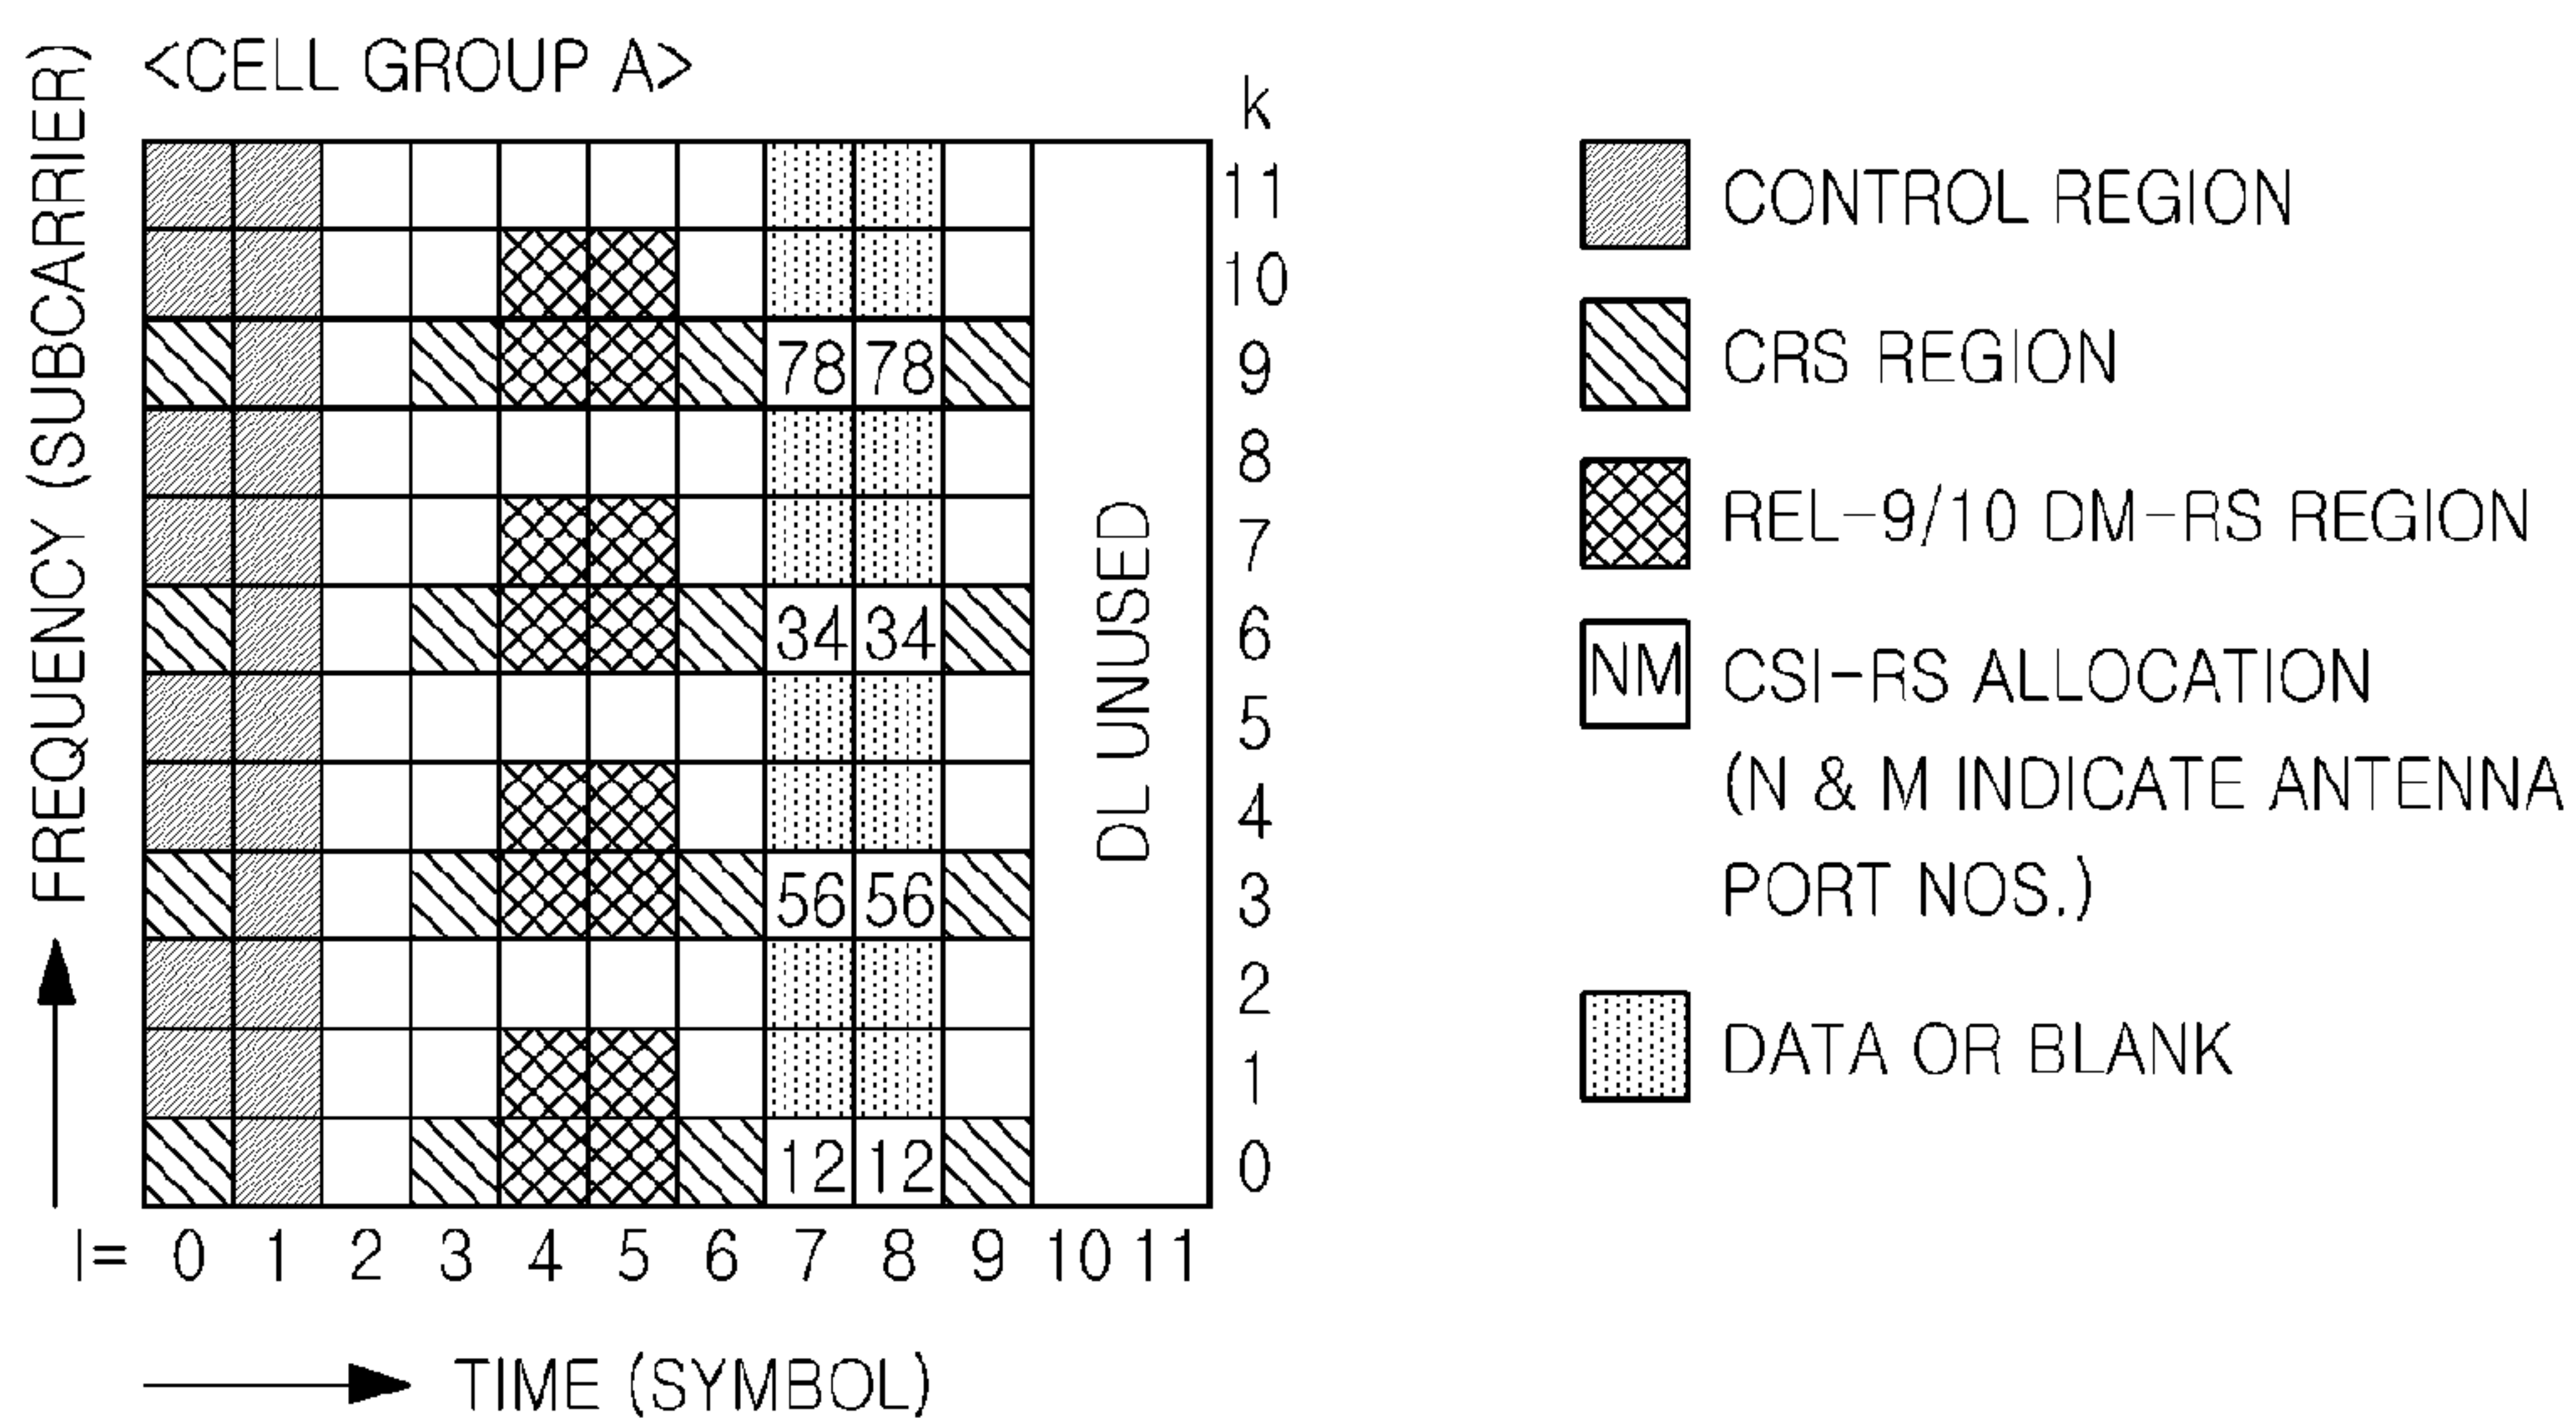 <CELL GROUP A>
FREQUENCY (SUBCARRIER)
k
11
10
78 78 9
8
7
34 34 6
5
4
56 56 3
2
1
12 12 0
DL UNUSED
l= 0 1 2 3 4 5 6 7 8 9 10 11
TIME (SYMBOL)
CONTROL REGION
CRS REGION
REL-9/10 DM-RS REGION
NM CSI-RS ALLOCATION
(N & M INDICATE ANTENNA
PORT NOS.)
DATA OR BLANK